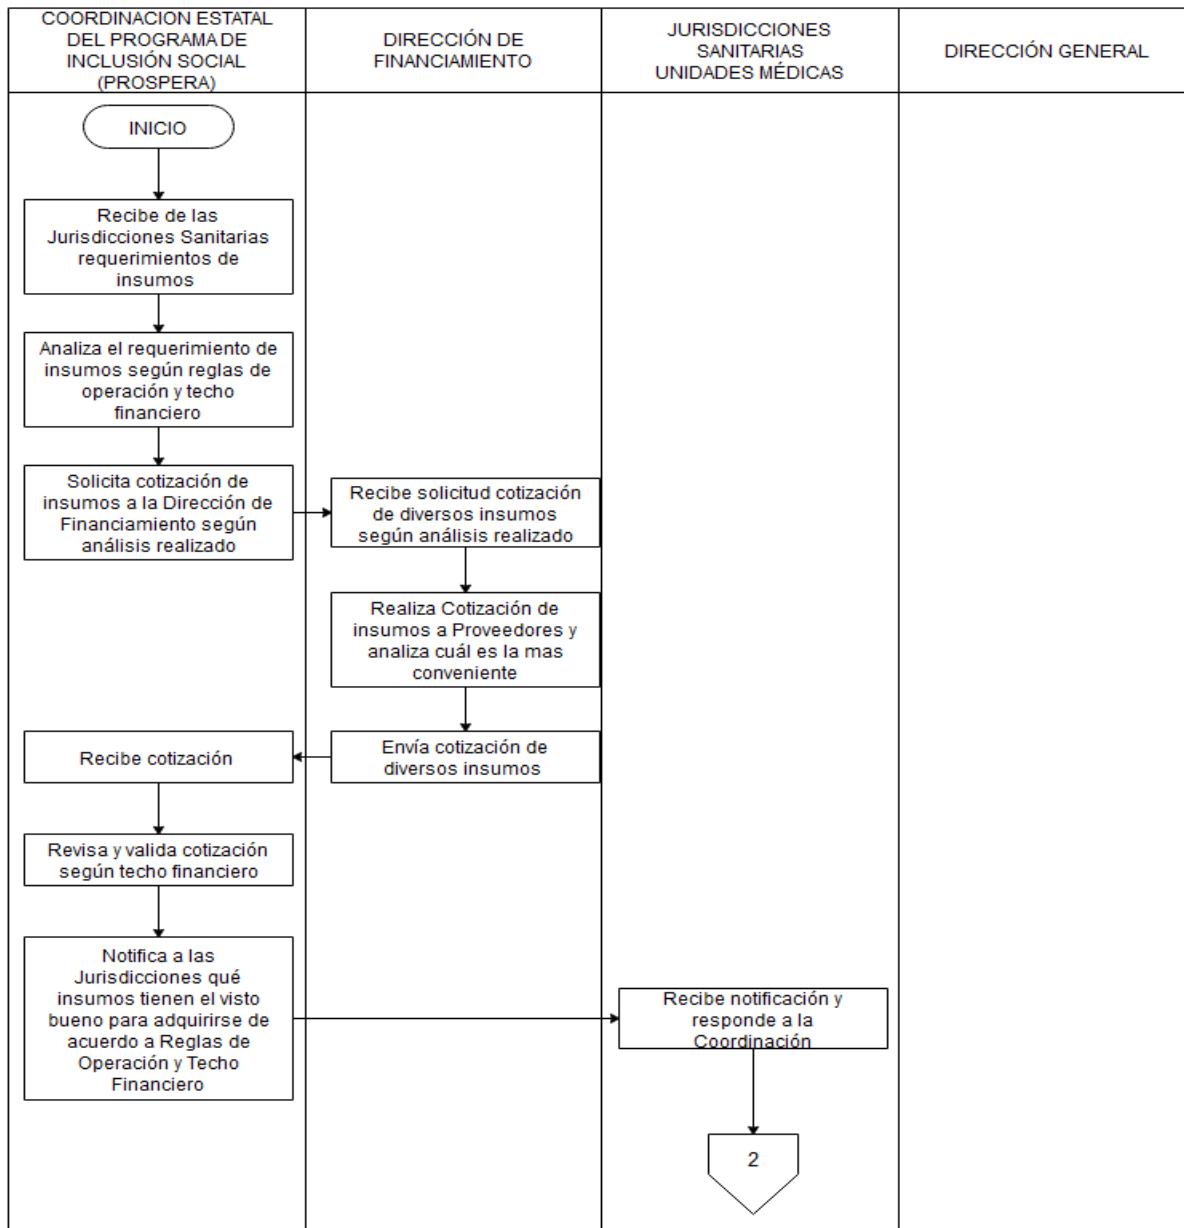 COORDINACION ESTATAL
DEL PROGRAMA DE
INCLUSIÓN SOCIAL
(PROSPERA)
DIRECCIÓN DE
FINANCIAMIENTO
JURISDICCIONES
SANITARIAS
UNIDADES MÉDICAS
DIRECCIÓN GENERAL
INICIO
Recibe de las
Jurisdicciones Sanitarias
requerimientos de
insumos
Analiza el requerimiento de
insumos según reglas de
operación y techo
financiero
Solicita cotización de
insumos a la Dirección de
Financiamiento según
análisis realizado
Recibe solicitud cotización
de diversos insumos
según análisis realizado
Realiza Cotización de
insumos a Proveedores y
analiza cuál es la mas
conveniente
Envía cotización de
diversos insumos
Recibe cotización
Revisa y valida cotización
según techo financiero
Notifica a las
Jurisdicciones qué
insumos tienen el visto
bueno para adquirirse de
acuerdo a Reglas de
Operación y Techo
Financiero
Recibe notificación y
responde a la
Coordinación
2